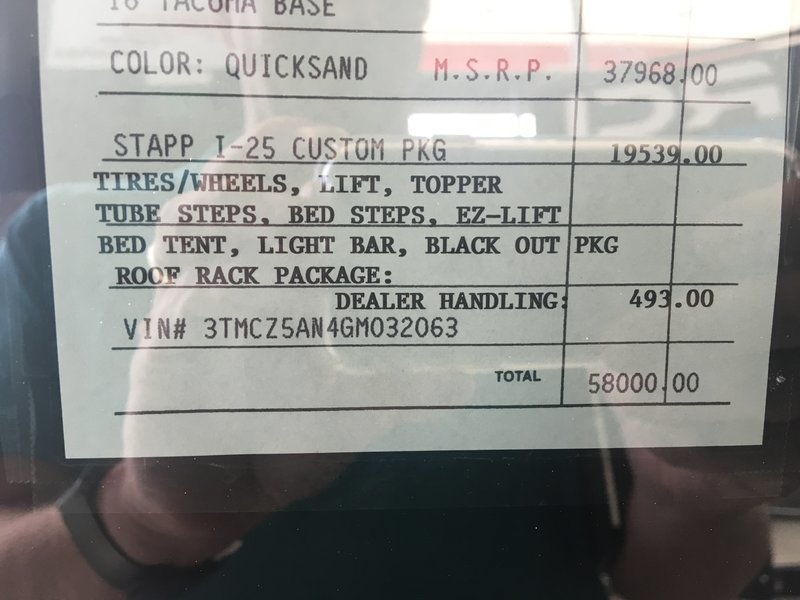 16 TACOMA BASE
COLOR: QUICKSAND M.S.R.P. 37968.00
STAPP I-25 CUSTOM PKG 19539.00
TIRES/WHEELS, LIFT, TOPPER
TUBE STEPS, BED STEPS, EZ-LIFT
BED TENT, LIGHT BAR, BLACK OUT PKG
ROOF RACK PACKAGE:
DEALER HANDLING: 493.00
VIN# 3TMCZ5AN4GM032063
TOTAL 58000.00